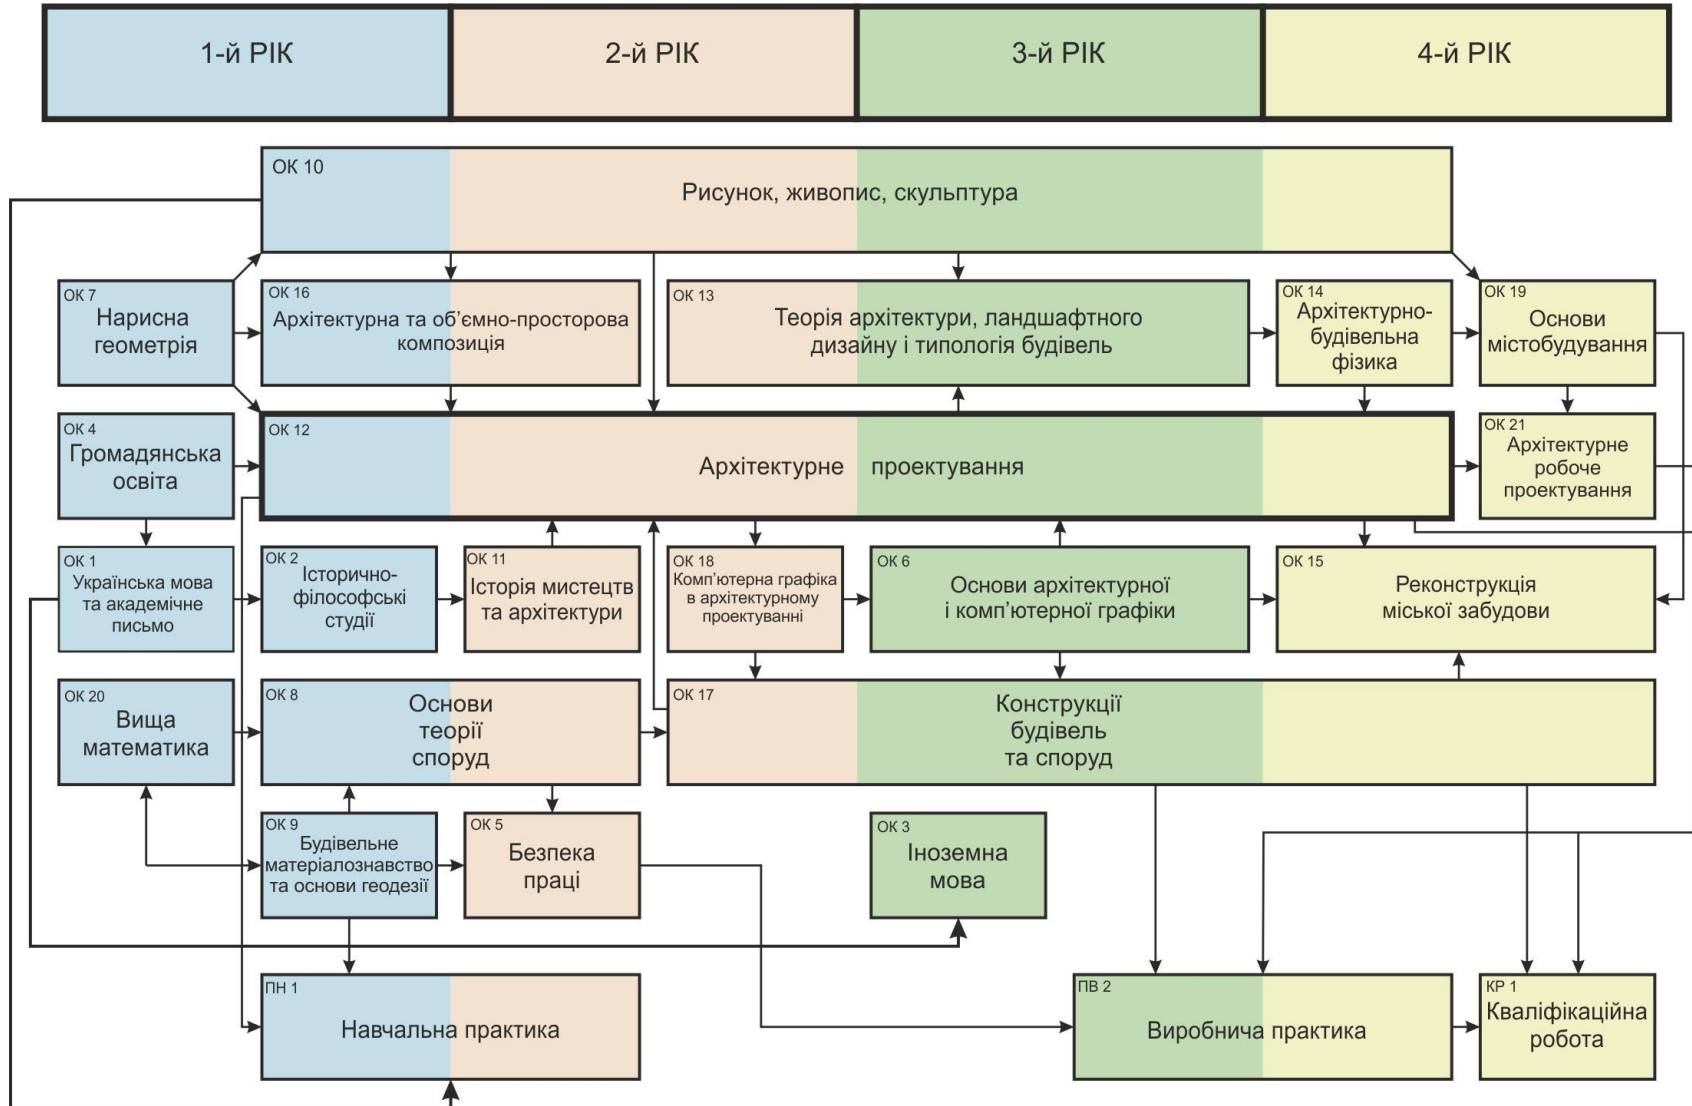 1-й РІК
2-й РІК
3-й РІК
4-й РІК
ОК 10
Рисунок, живопис, скульптура
ОК 7
Нарисна
геометрія
ОК 16
Архітектурна та об’ємно-просторова
композиція
ОК 13
Теорія архітектури, ландшафтного
дизайну і типологія будівель
ОК 14
Архітектурно-
будівельна
фізика
ОК 19
Основи
містобудування
ОК 4
Громадянська
освіта
ОК 12
Архітектурне проектування
ОК 21
Архітектурне
робоче
проектування
ОК 1
Українська мова
та академічне
письмо
ОК 2
Історично-
філософські
студії
ОК 11
Історія мистецтв
та архітектури
ОК 18
Комп’ютерна графіка
в архітектурному
проектуванні
ОК 6
Основи архітектурної
і комп’ютерної графіки
ОК 15
Реконструкція
міської забудови
ОК 20
Вища
математика
ОК 8
Основи
теорії
споруд
ОК 17
Конструкції
будівель
та споруд
ОК 9
Будівельне
матеріалознавство
та основи геодезії
ОК 5
Безпека
праці
ОК 3
Іноземна
мова
ПН 1
Навчальна практика
ПВ 2
Виробнича практика
КР 1
Кваліфікаційна
робота